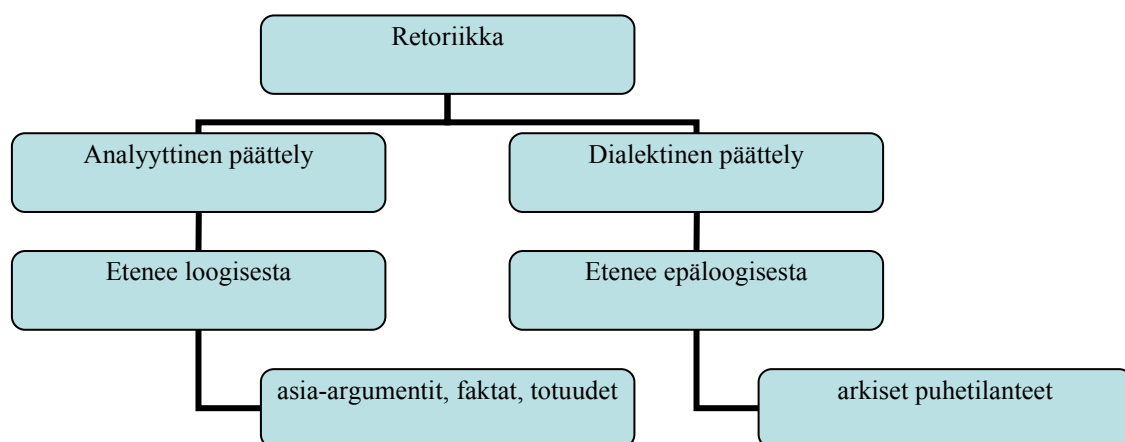 Retoriikka
Analyyttinen päättely
Dialektinen päättely
Etenee loogisesta
Etenee epäloogisesta
asia-argumentit, faktat, totuudet
arkiset puhetilanteet